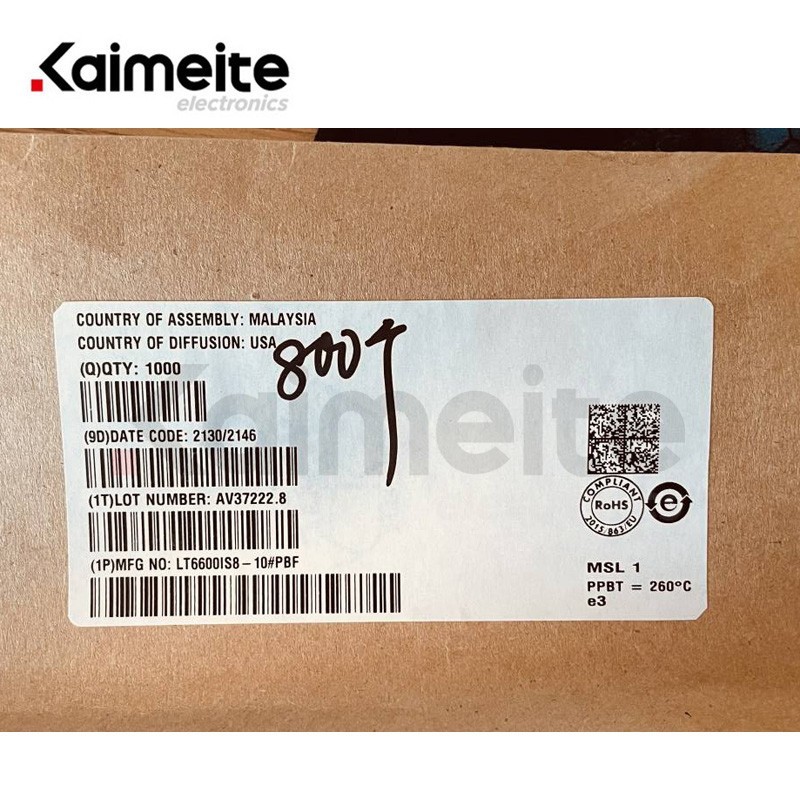 Kaimeite
electronics
COUNTRY OF ASSEMBLY: MALAYSIA
COUNTRY OF DIFFUSION: USA
(Q)QTY: 1000
(9D)DATE CODE: 2130/2146
(1T)LOT NUMBER: AV37222.8
(1P)MFG NO: LT6600IS8-10#PBF
Kaimeite
COMPLIANT
RoHS
2015/863/EU
e
MSL 1
PPBT = 260°C
e3